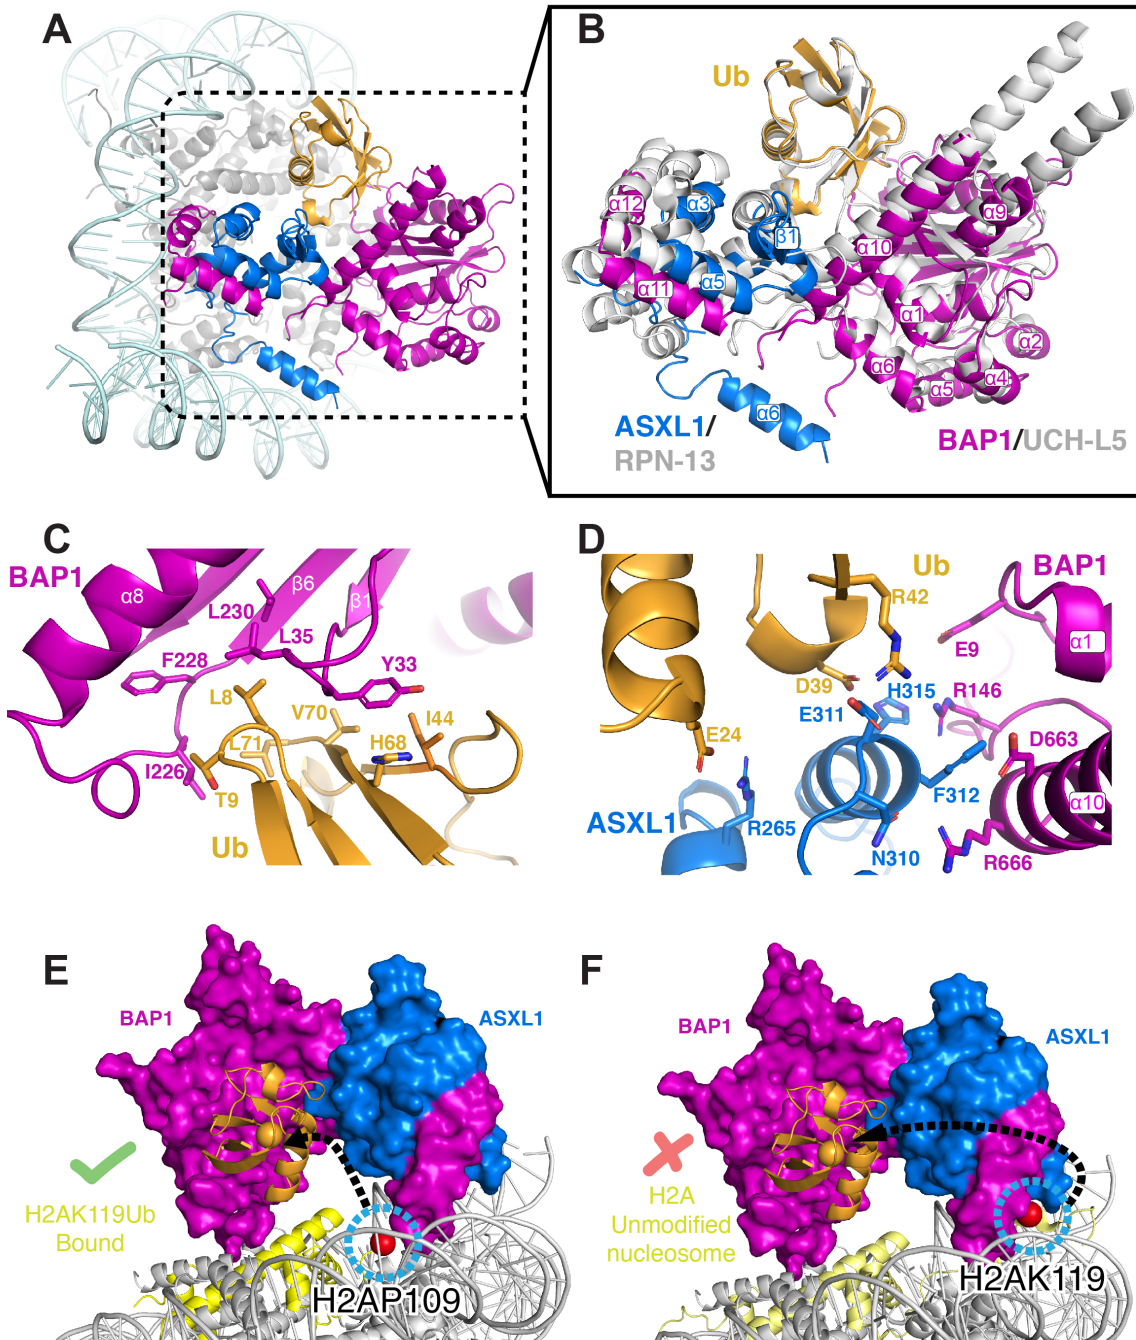 A
B
Ub
α12
α3
β1
α9
α10
α11
α5
α1
α2
α6
α5
α4
α6
ASXL1/
RPN-13
BAP1/UCH-L5
C
BAP1
α8
β6
β1
L230
L35
F228
Y33
L8
V70
I44
L71
H68
I226
T9
Ub
D
Ub
BAP1
R42
E9
α1
D39
H315
R146
E311
E24
D663
F312
α10
ASXL1
R265
N310
R666
E
BAP1
ASXL1
H2AK119Ub
Bound
H2AP109
F
BAP1
ASXL1
H2A
Unmodified
nucleosome
H2AK119